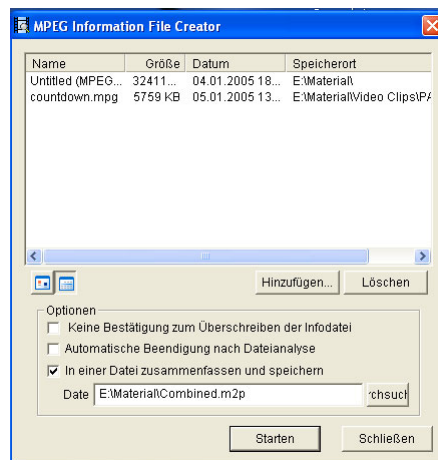 MPEG Information File Creator
Name Größe Datum Speicherort
Untitled (MPEG... 32411... 04.01.2005 18... E:\Material\
countdown.mpg 5759 KB 05.01.2005 13... E:\Material\Video Clips\PA
Hinzufügen... Löschen
Optionen
Keine Bestätigung zum Überschreiben der Infodatei
Automatische Beendigung nach Dateianalyse
In einer Datei zusammenfassen und speichern
Date E:\Material\Combined.m2p rchsuch
Starten Schließen